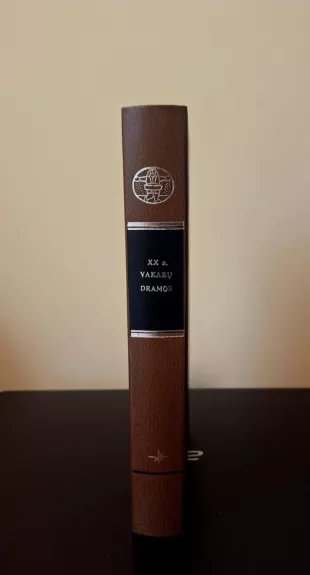 XX a.
VAKARŲ
DRAMOS